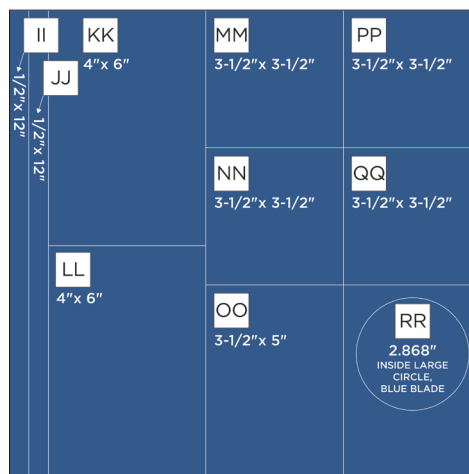 II
1/2"x 12"
JJ
1/2"x 12"
KK
4"x 6"
LL
4"x 6"
MM
3-1/2"x 3-1/2"
NN
3-1/2"x 3-1/2"
OO
3-1/2"x 5"
PP
3-1/2"x 3-1/2"
QQ
3-1/2"x 3-1/2"
RR
2.868"
INSIDE LARGE
CIRCLE,
BLUE BLADE